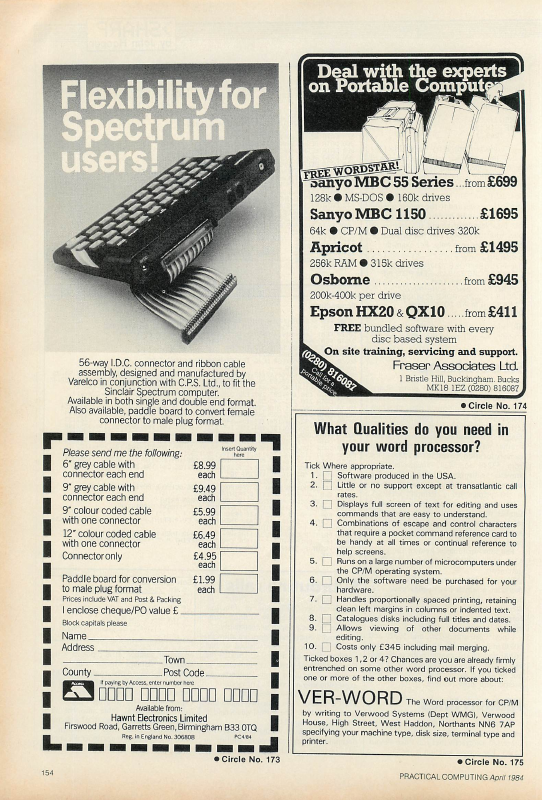 Flexibility for
Spectrum
users!
56-way I.D.C. connector and ribbon cable
assembly, designed and manufactured by
Varelco in conjunction with C.P.S. Ltd., to fit the
Sinclair Spectrum computer.
Available in both single and double end format.
Also available, paddle board to convert female
connector to male plug format.
Please send me the following:
Insert Quantity
here
6" grey cable with £8.99
connector each end each
9" grey cable with £9.49
connector each end each
9" colour coded cable £5.99
with one connector each
12" colour coded cable £6.49
with one connector each
Connector only £4.95
each
Paddle board for conversion £1.99
to male plug format each
Prices include VAT and Post & Packing
I enclose cheque/PO value £
Block capitals please
Name
Address
Town
County Post Code
If paying by Access, enter number here
Access
Available from:
Hawnt Electronics Limited
Firswood Road, Garretts Green, Birmingham B33 0TQ
Reg. in England No. 306808 PC4/84
● Circle No. 173
Deal with the experts
on Portable Computers
FREE WORDSTAR!
Sanyo MBC 55 Series ...from £699
128k ● MS-DOS ● 160k drives
Sanyo MBC 1150 ............ £1695
64k ● CP/M ● Dual disc drives 320k
Apricot .................. from £1495
256k RAM ● 315k drives
Osborne ...................from £945
200k-400k per drive
Epson HX20 & QX10 .....from £411
FREE bundled software with every
disc based system
On site training, servicing and support.
(0280) 816087
Call for a
portable price
Fraser Associates Ltd.
1 Bristle Hill, Buckingham. Bucks
MK18 1EZ (0280) 816087
● Circle No. 174
What Qualities do you need in
your word processor?
Tick Where appropriate.
1. Software produced in the USA.
2. Little or no support except at transatlantic call
rates.
3. Displays full screen of text for editing and uses
commands that are easy to understand.
4. Combinations of escape and control characters
that require a pocket command reference card to
be handy at all times or continual reference to
help screens.
5. Runs on a large number of microcomputers under
the CP/M operating system.
6. Only the software need be purchased for your
hardware.
7. Handles proportionally spaced printing, retaining
clean left margins in columns or indented text.
8. Catalogues disks including full titles and dates.
9. Allows viewing of other documents while
editing.
10. Costs only £345 including mail merging.
Ticked boxes 1,2 or 4? Chances are you are already firmly
entrenched on some other word processor. If you ticked
one or more of the other boxes, find out more about:
VER-WORD The Word processor for CP/M
by writing to Verwood Systems (Dept WMG), Verwood
House, High Street, West Haddon, Northants NN6 7AP
specifying your machine type, disk size, terminal type and
printer.
● Circle No. 175
154
PRACTICAL COMPUTING April 1984